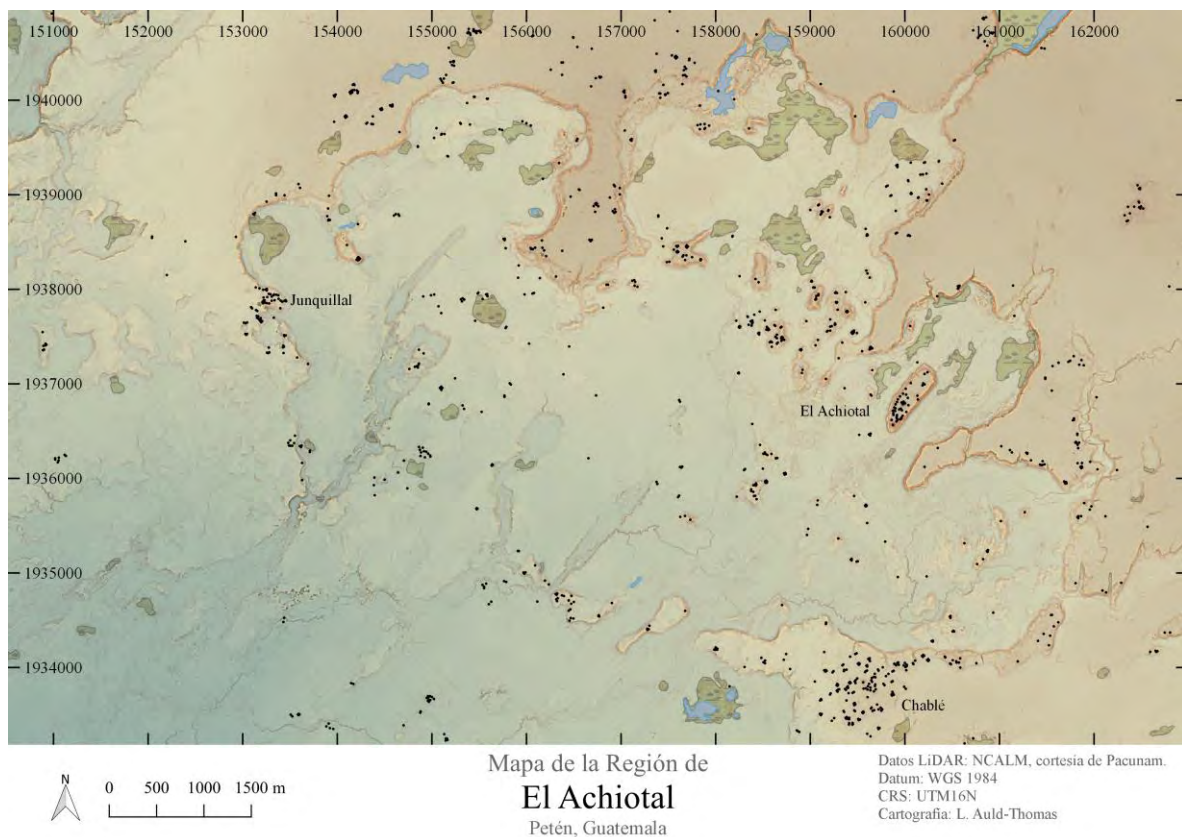 151000 152000 153000 154000 155000 156000 157000 158000 159000 160000 161000 162000
1940000
1939000
1938000
Junquillal
1937000
El Achiotal
1936000
1935000
1934000
Chablé
N
0 500 1000 1500 m
Mapa de la Región de
El Achiotal
Petén, Guatemala
Datos LiDAR: NCALM, cortesia de Pacunam.
Datum: WGS 1984
CRS: UTM16N
Cartografia: L. Auld-Thomas